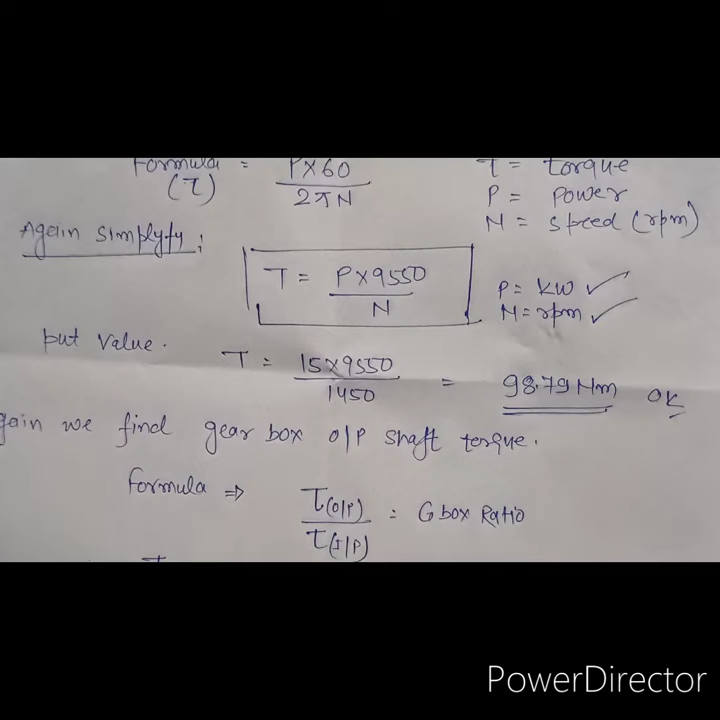 Formula = P×60 / 2πN
(τ)
T = torque
P = Power
N = Speed (rpm)
Again simplyfy;
T = P×9550 / N
P = kw ✓
N = rpm ✓
put value.
T = 15×9550 / 1450 = 98.79 Nm ok
gain we find gear box o/p shaft torque.
formula ⇒ τ(O/P) / τ(I/P) = G box Ratio
PowerDirector